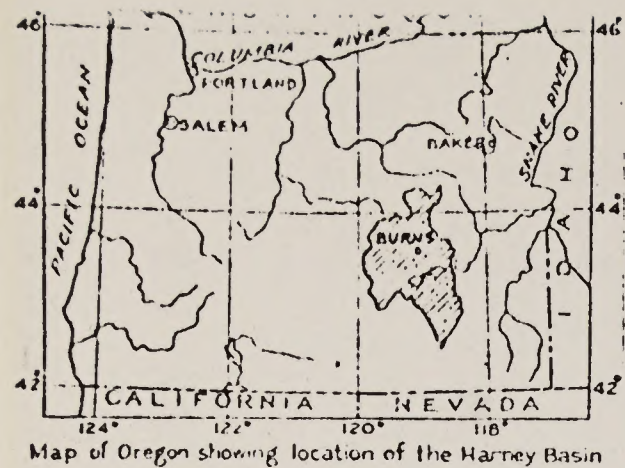 46°
46°
COLUMBIA RIVER
PORTLAND
PACIFIC OCEAN
SALEM
BAKER
SNAKE RIVER
IDAHO
44°
44°
BURNS
42°
42°
CALIFORNIA
NEVADA
124°
122°
120°
118°
Map of Oregon showing location of the Harney Basin